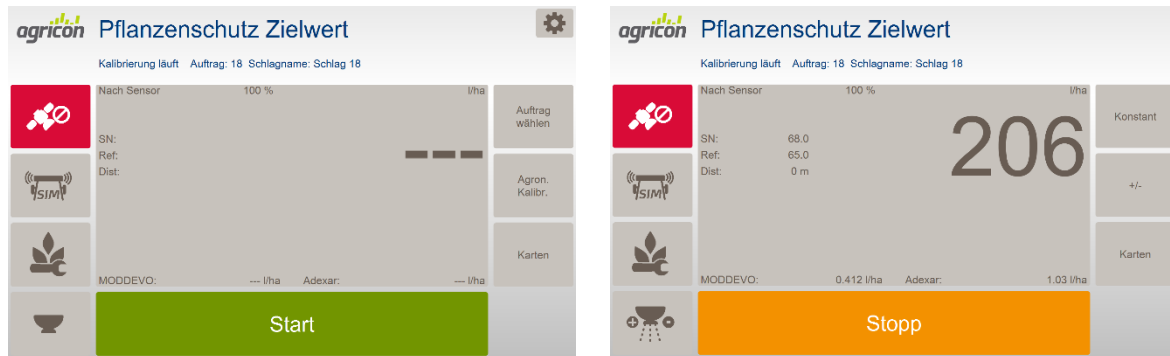 agricon Pflanzenschutz Zielwert
Kalibrierung läuft Auftrag: 18 Schlagname: Schlag 18
Nach Sensor 100 % l/ha
Auftrag
wählen
SN:
Ref: ---
Dist:
SIM
Agron.
Kalibr.
Karten
MODDEVO: --- l/ha Adexar: --- l/ha
Start
agricon Pflanzenschutz Zielwert
Kalibrierung läuft Auftrag: 18 Schlagname: Schlag 18
Nach Sensor 100 % l/ha
206
Konstant
SN: 68.0
Ref: 65.0
Dist: 0 m
SIM
+/-
Karten
MODDEVO: 0.412 l/ha Adexar: 1.03 l/ha
Stopp